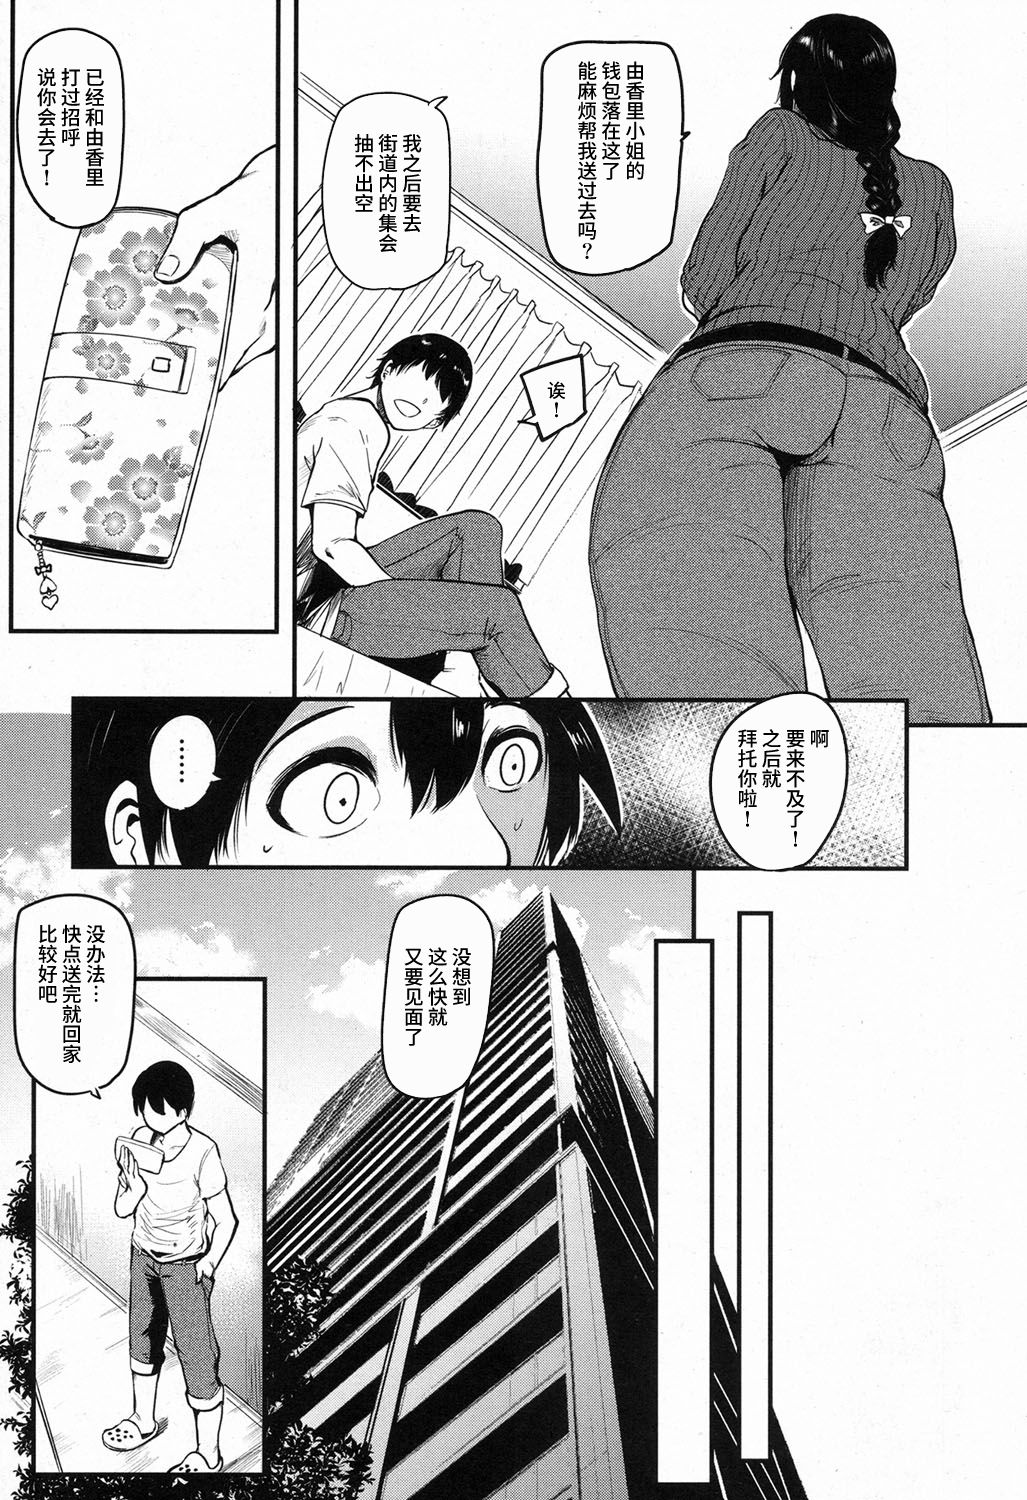 由香里小姐的
钱包落在这了
能麻烦帮我送过去吗？
我之后要去
街道内的集会
抽不出空
诶！
已经和由香里
打过招呼
说你会去了！
啊
要来不及了！
之后就
拜托你啦！
……
没想到
这么快就
又要见面了
没办法…
快点送完就回家
比较好吧